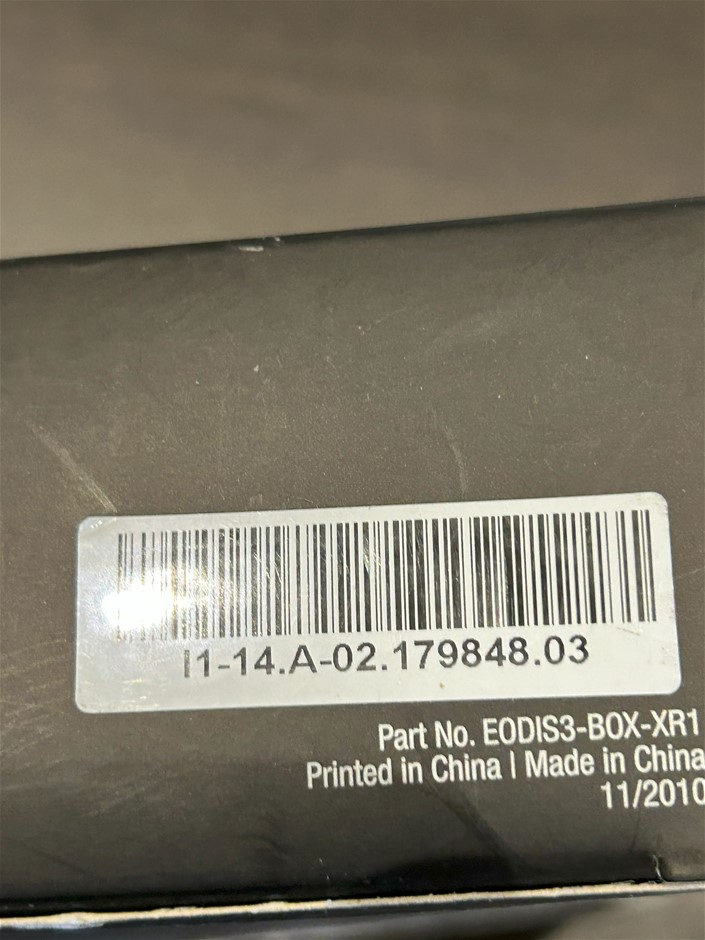 I1-14.A-02.179848.03
Part No. EODIS3-BOX-XR1
Printed in China | Made in China
11/2010